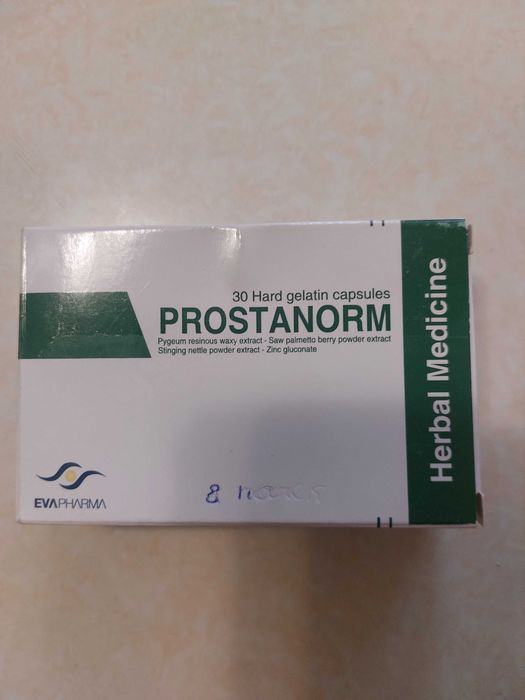 30 Hard gelatin capsules
PROSTANORM
Pygeum resinous waxy extract - Saw palmetto berry powder extract
Stinging nettle powder extract - Zinc gluconate
Herbal Medicine
EVAPHARMA
8